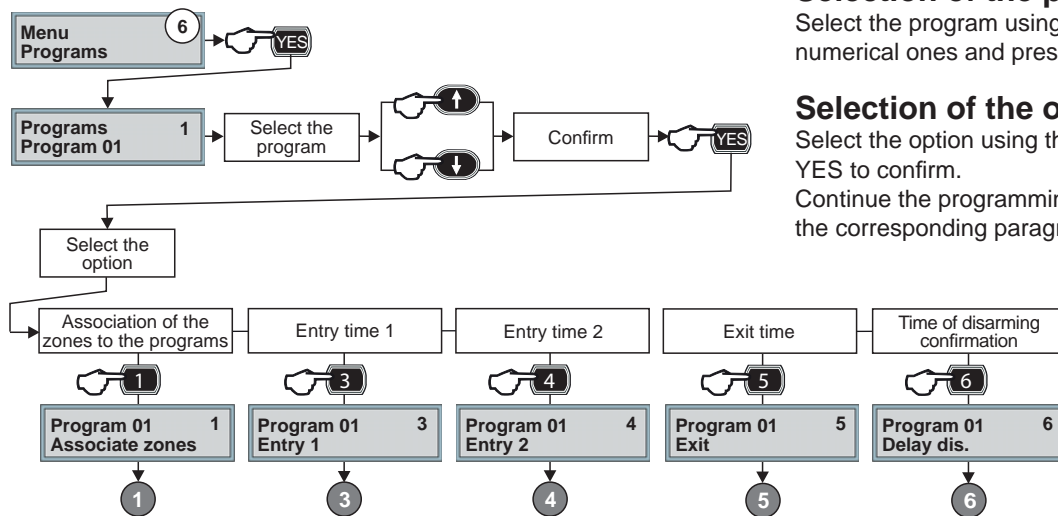 Menu 6
Programs
YES
Programs 1
Program 01
Select the
program
Confirm
YES
Select the
option
Association of the
zones to the programs
Entry time 1
Entry time 2
Exit time
Time of disarming
confirmation
1
3
4
5
6
Program 01 1
Associate zones
Program 01 3
Entry 1
Program 01 4
Entry 2
Program 01 5
Exit
Program 01 6
Delay dis.
1
3
4
5
6
Select the program using
numerical ones and pres
Selection of the o
Select the option using th
YES to confirm.
Continue the programmin
the corresponding paragr